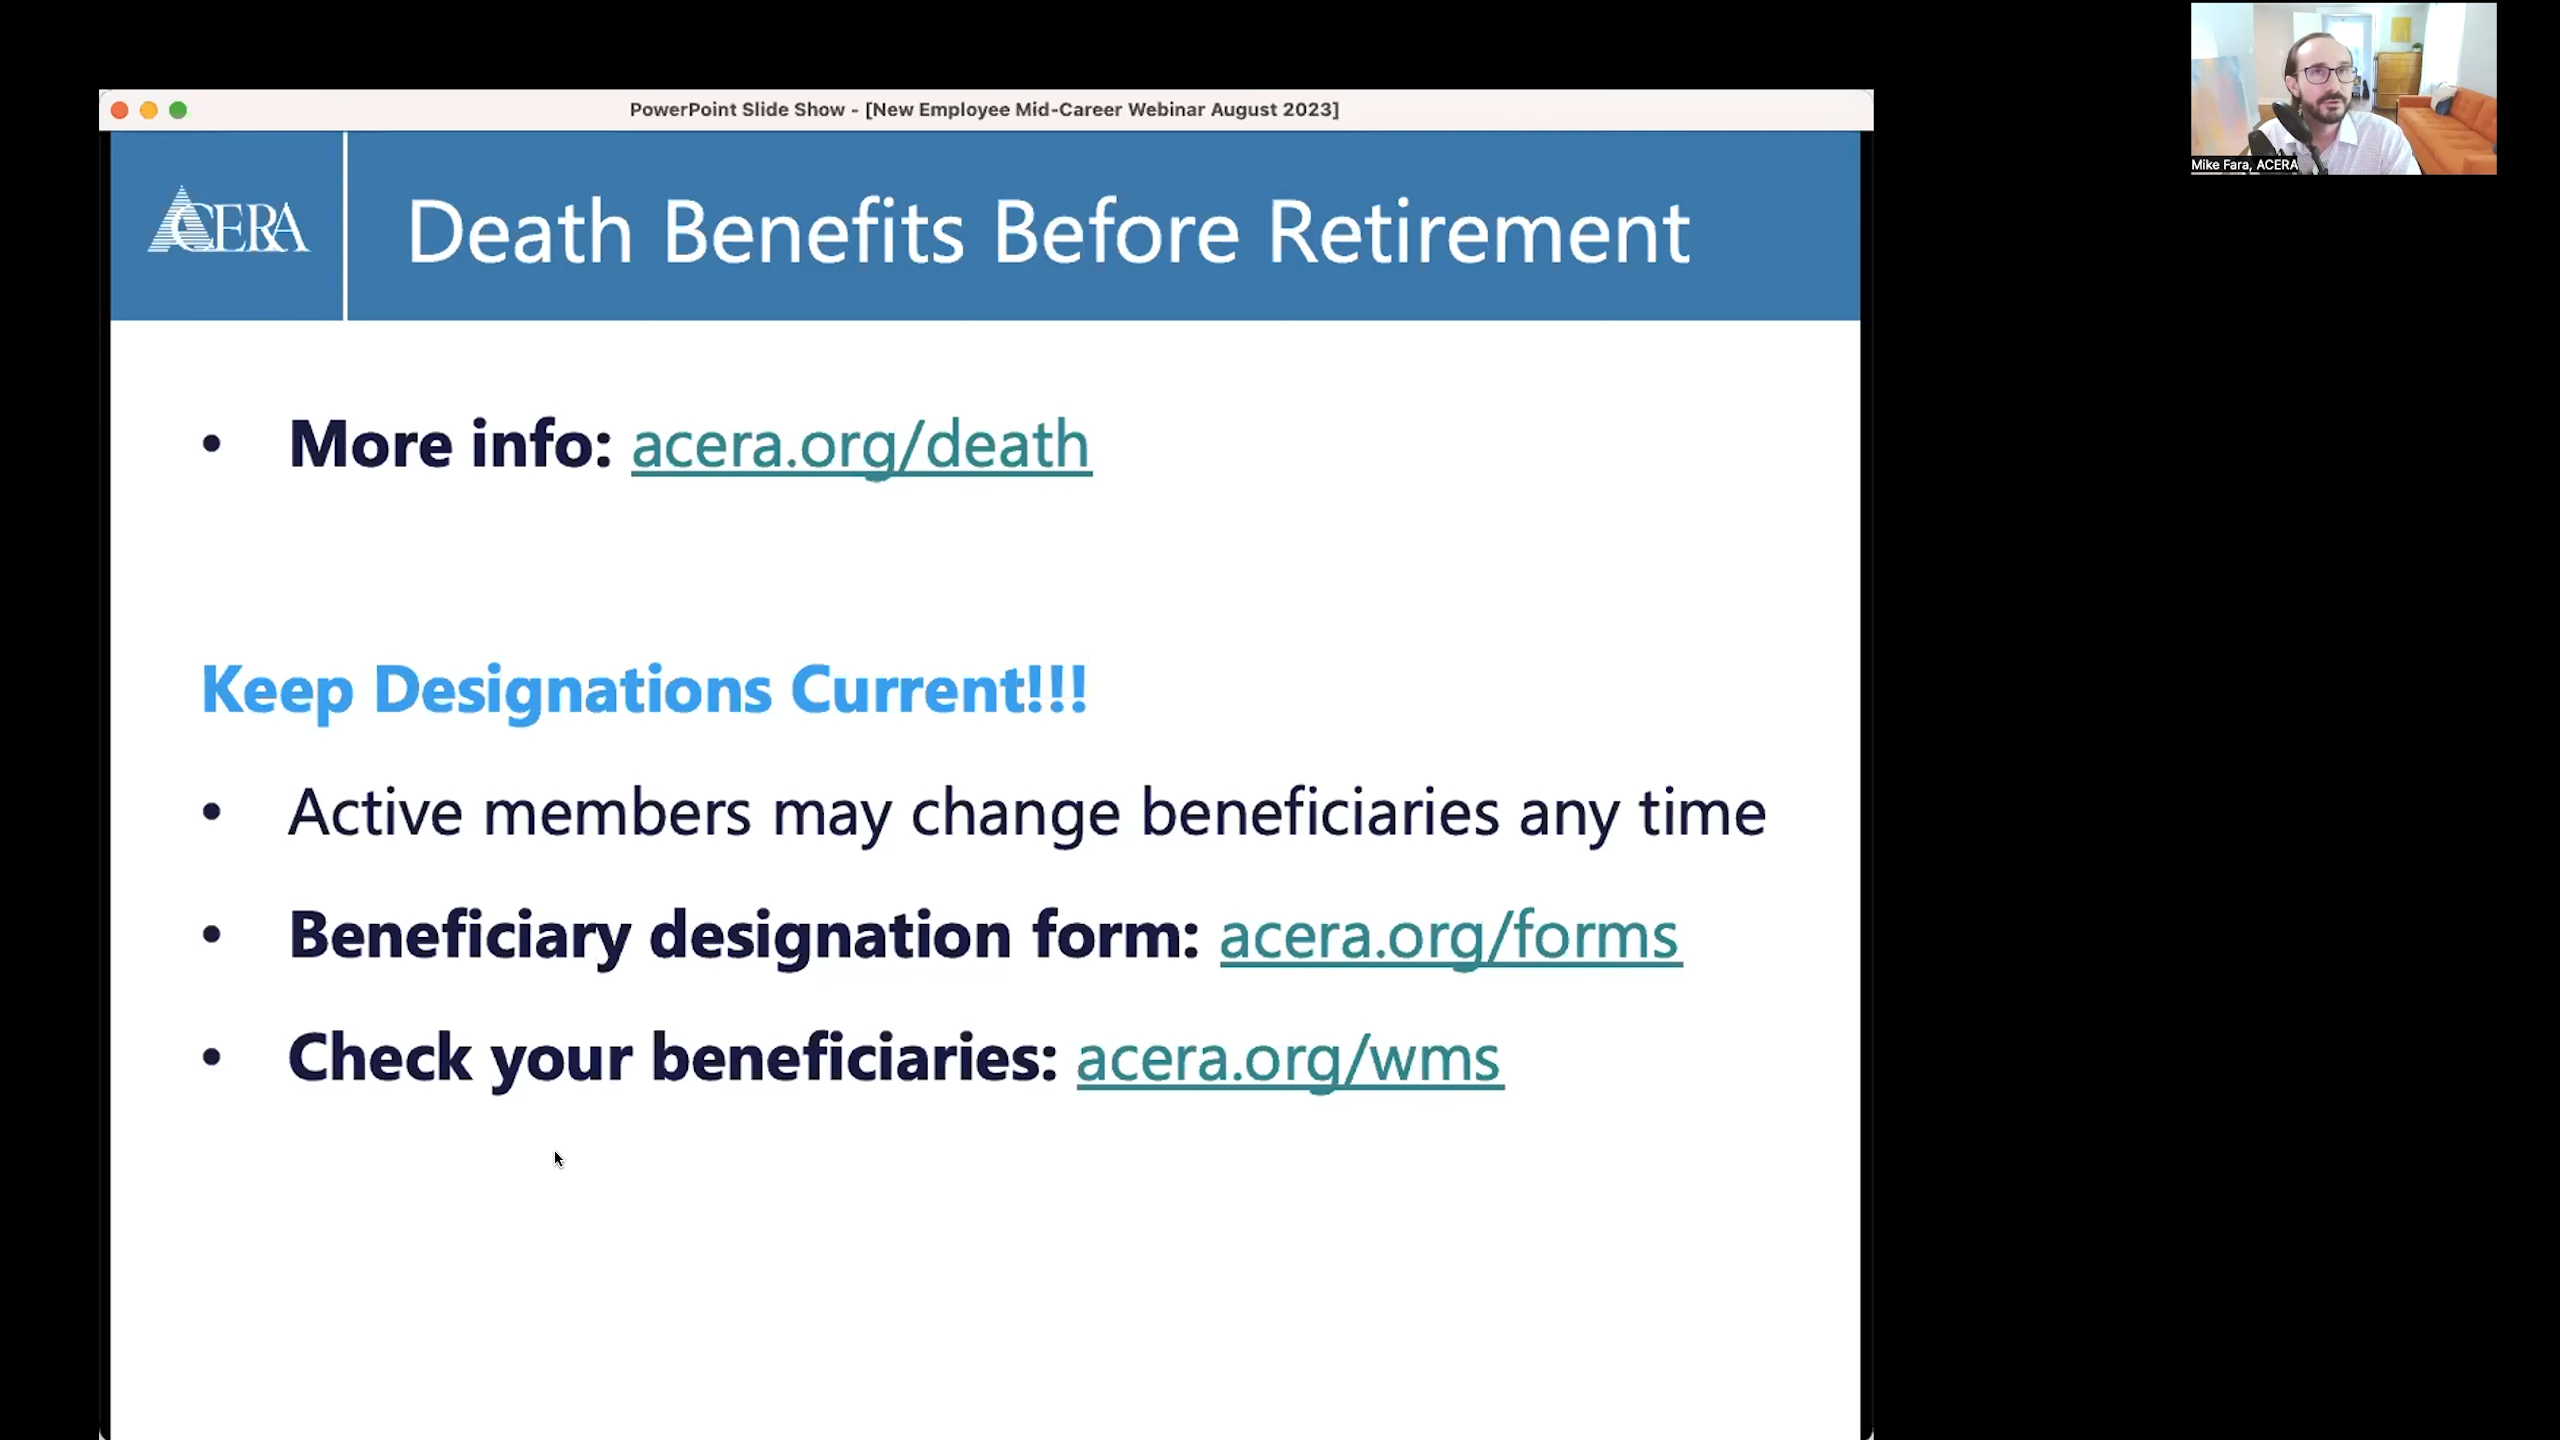 PowerPoint Slide Show - [New Employee Mid-Career Webinar August 2023]
Mike Fara, ACERA
ACERA
Death Benefits Before Retirement
• More info: acera.org/death
Keep Designations Current!!!
• Active members may change beneficiaries any time
• Beneficiary designation form: acera.org/forms
• Check your beneficiaries: acera.org/wms